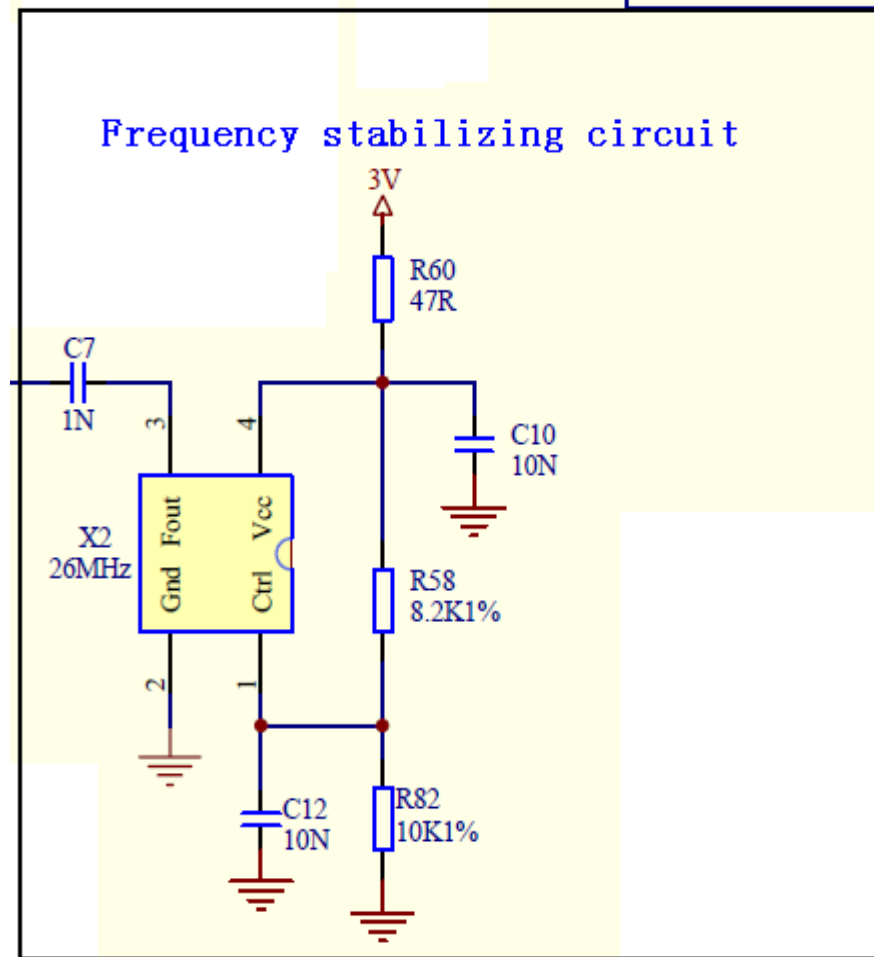 Frequency stabilizing circuit
3V
R60
47R
C7
1N
3
4
C10
10N
X2
26MHz
Fout
Vcc
Gnd
Ctrl
R58
8.2K1%
2
1
C12
10N
R82
10K1%